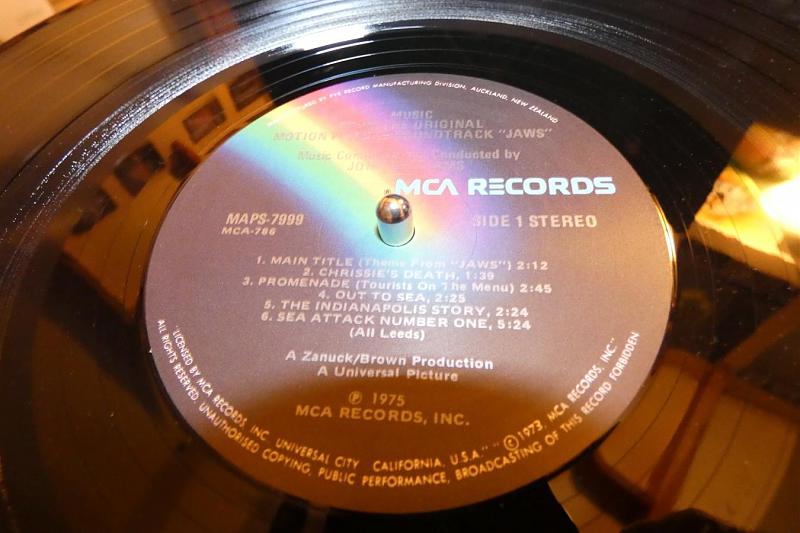 BY PYE RECORD MANUFACTURING DIVISION, AUCKLAND, NEW ZEALAND
MUSIC
ORIGINAL
MOTION SOUNDTRACK "JAWS"
Music Conducted by
MCA RECORDS
MAPS-7999
MCA-786
SIDE 1 STEREO
1. MAIN TITLE (Theme From "JAWS") 2:12
2. CHRISSIE'S DEATH, 1:39
3. PROMENADE (Tourists On The Menu) 2:45
4. OUT TO SEA, 2:25
5. THE INDIANAPOLIS STORY, 2:24
6. SEA ATTACK NUMBER ONE, 5:24
(All Leeds)
A Zanuck/Brown Production
A Universal Picture
℗ 1975
MCA RECORDS, INC.
"LICENSED BY MCA RECORDS INC. UNIVERSAL CITY CALIFORNIA, U.S.A." "© 1973. MCA RECORDS, INC."
ALL RIGHTS RESERVED. UNAUTHORISED COPYING, PUBLIC PERFORMANCE, BROADCASTING OF THIS RECORD FORBIDDEN